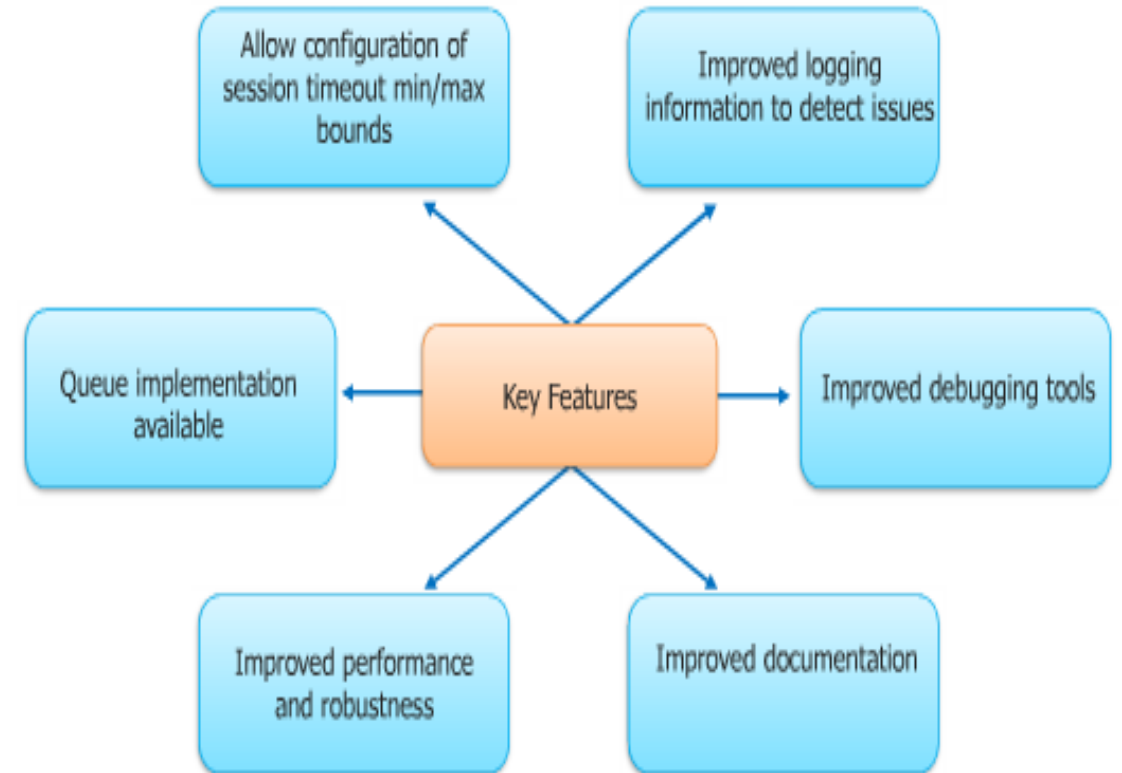 Allow configuration of
session timeout min/max
bounds
Improved logging
information to detect issues
Queue implementation
available
Key Features
Improved debugging tools
Improved performance
and robustness
Improved documentation